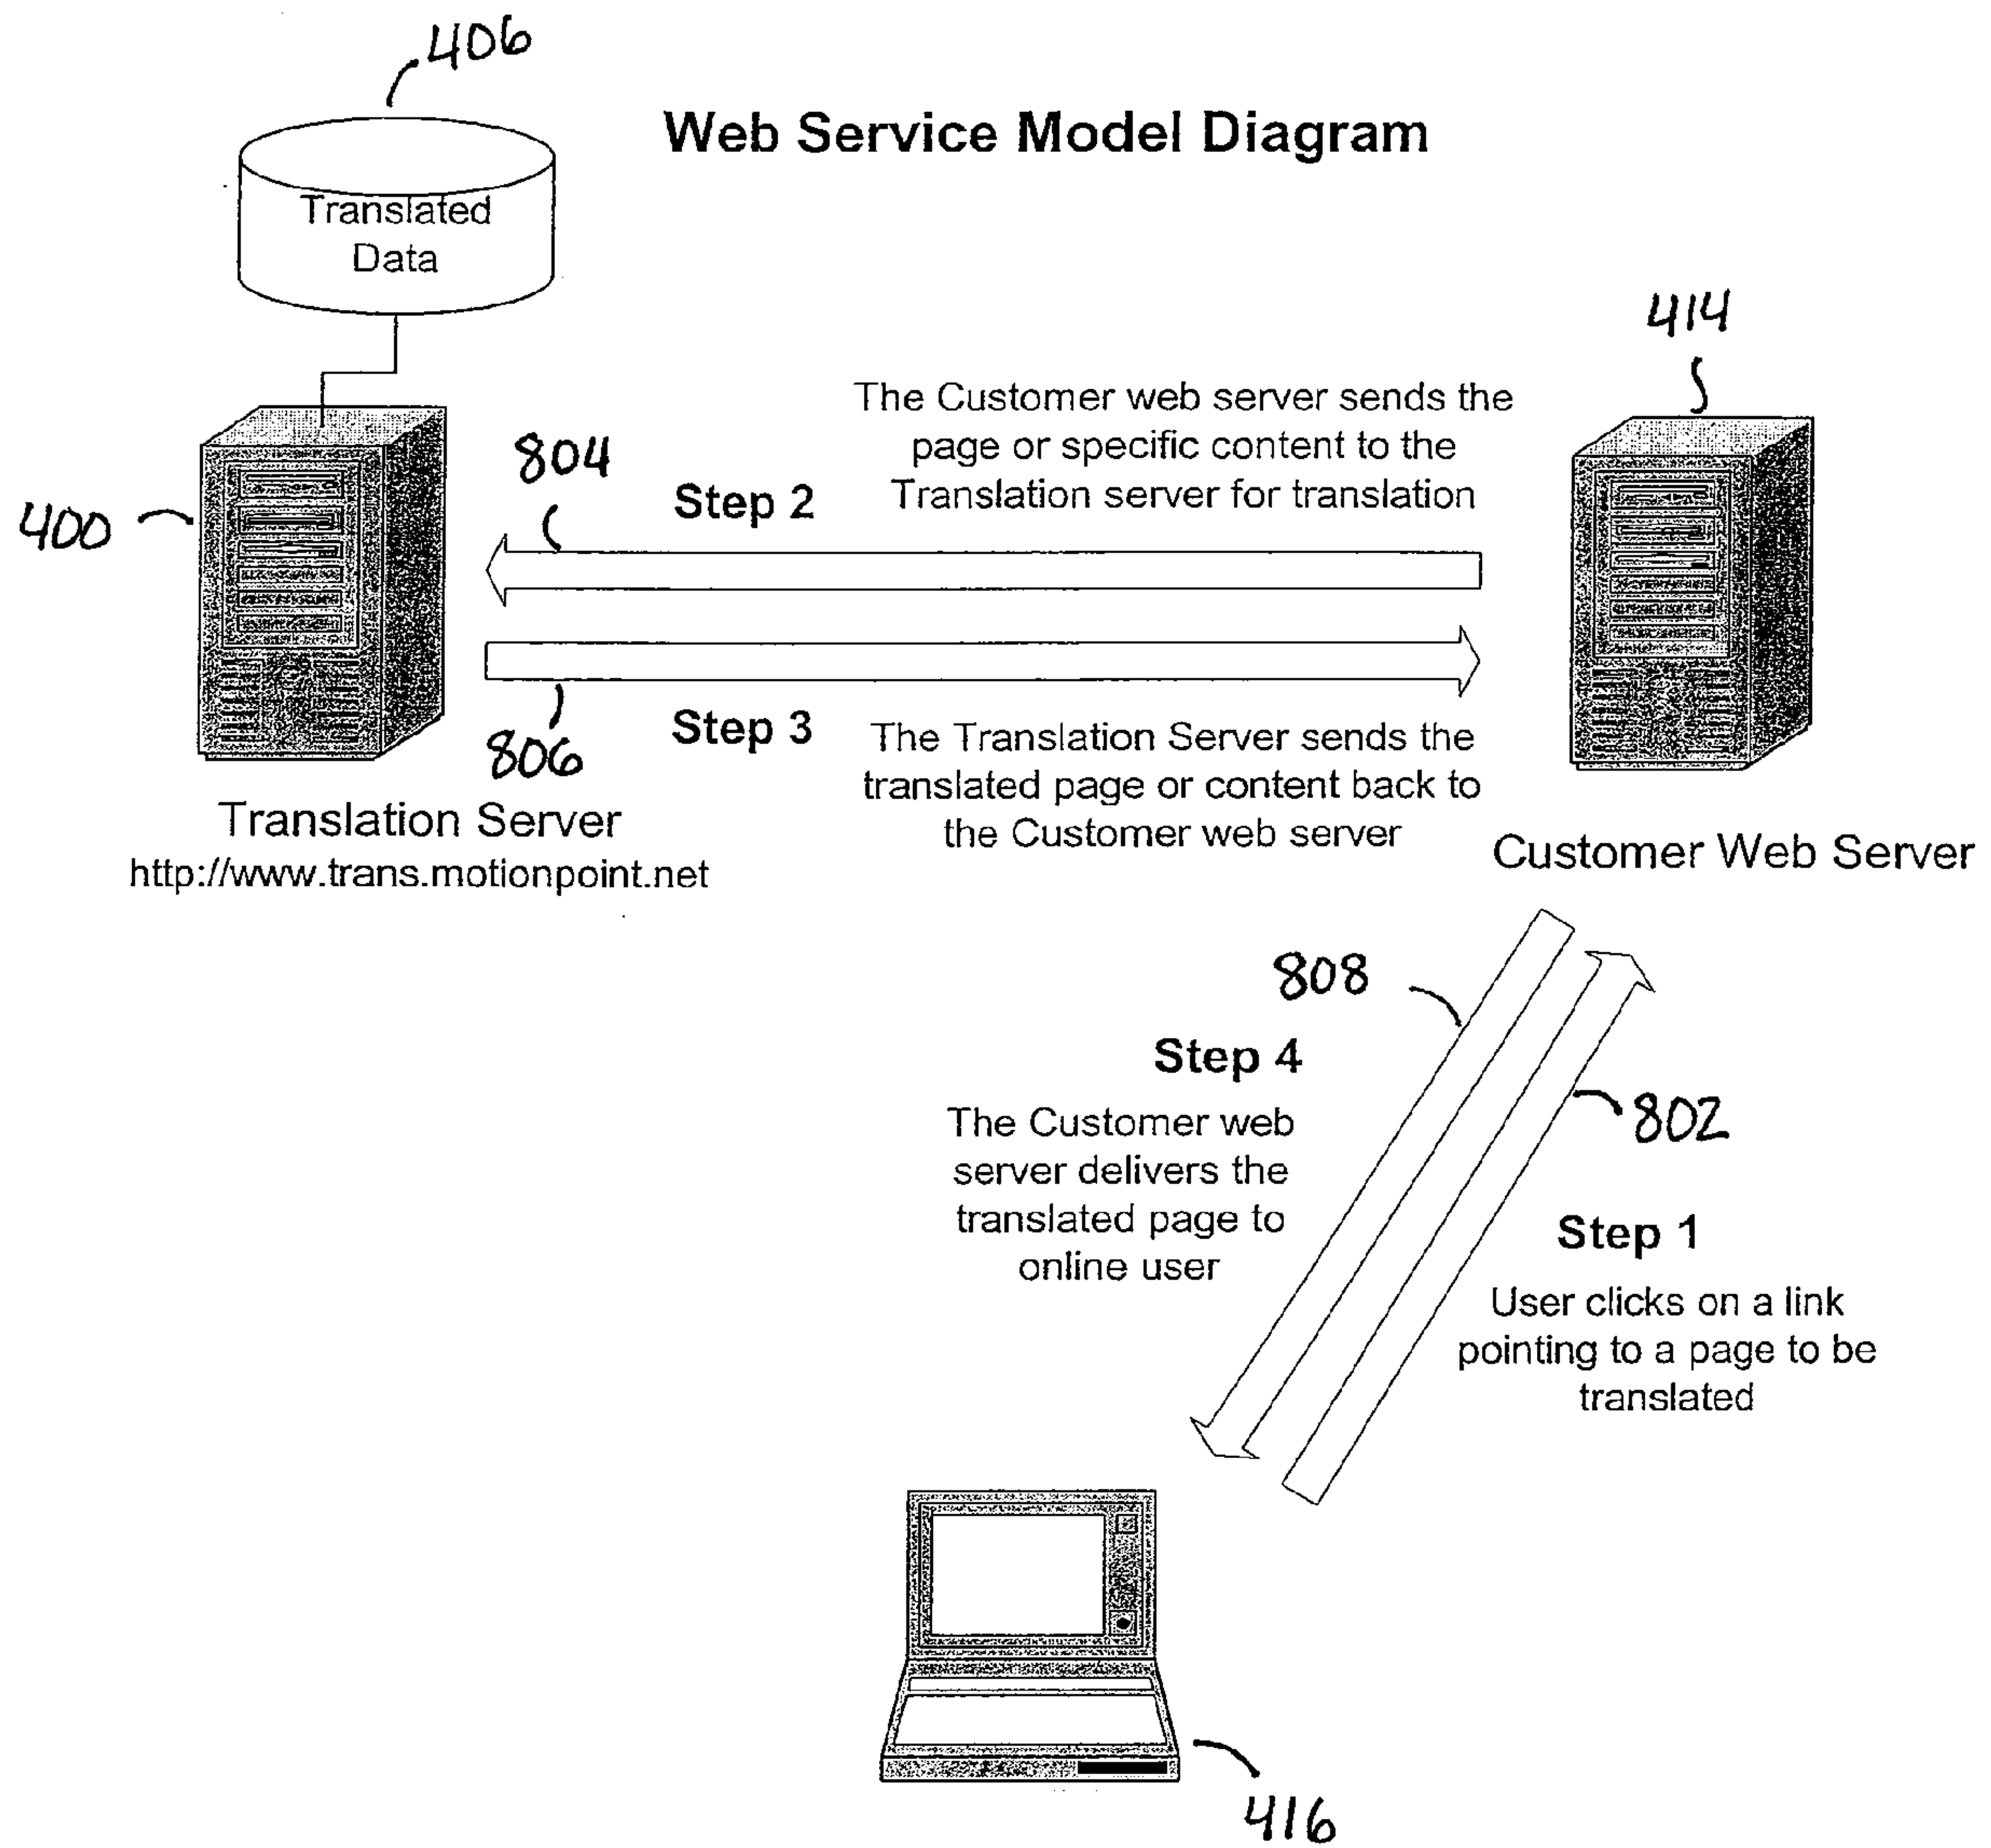 406
Web Service Model Diagram
Translated
Data
414
400
804
Step 2
The Customer web server sends the
page or specific content to the
Translation server for translation
806
Step 3
The Translation Server sends the
translated page or content back to
the Customer web server
Translation Server
http://www.trans.motionpoint.net
Customer Web Server
808
Step 4
The Customer web
server delivers the
translated page to
online user
802
Step 1
User clicks on a link
pointing to a page to be
translated
416